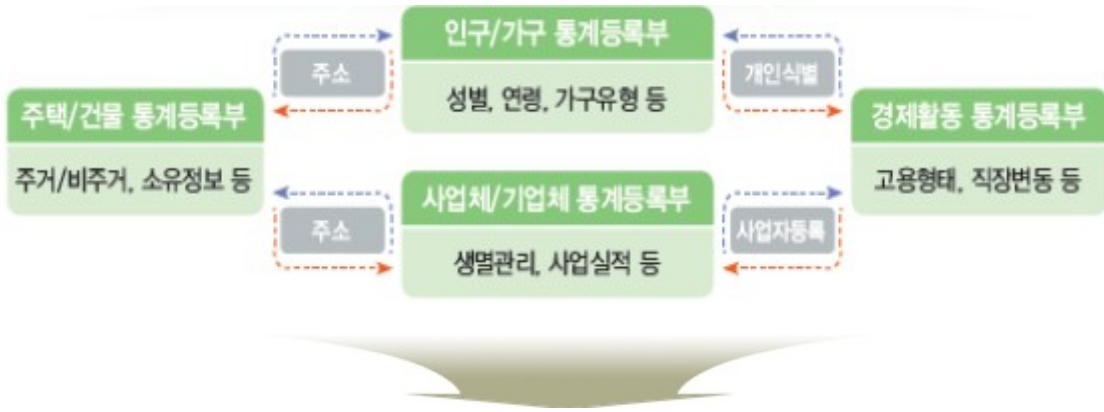 인구/가구 통계등록부
주소
개인식별
성별, 연령, 가구유형 등
주택/건물 통계등록부
경제활동 통계등록부
주거/비주거, 소유정보 등
고용형태, 직장변동 등
사업체/기업체 통계등록부
주소
사업자등록
생멸관리, 사업실적 등